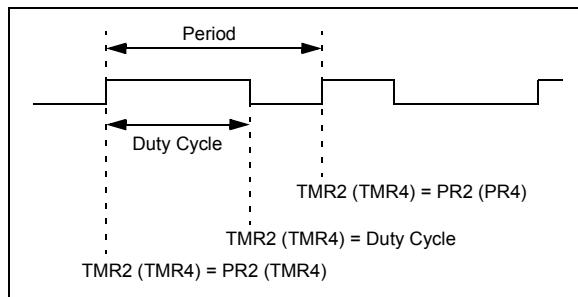 Period
Duty Cycle
TMR2 (TMR4) = PR2 (PR4)
TMR2 (TMR4) = Duty Cycle
TMR2 (TMR4) = PR2 (TMR4)